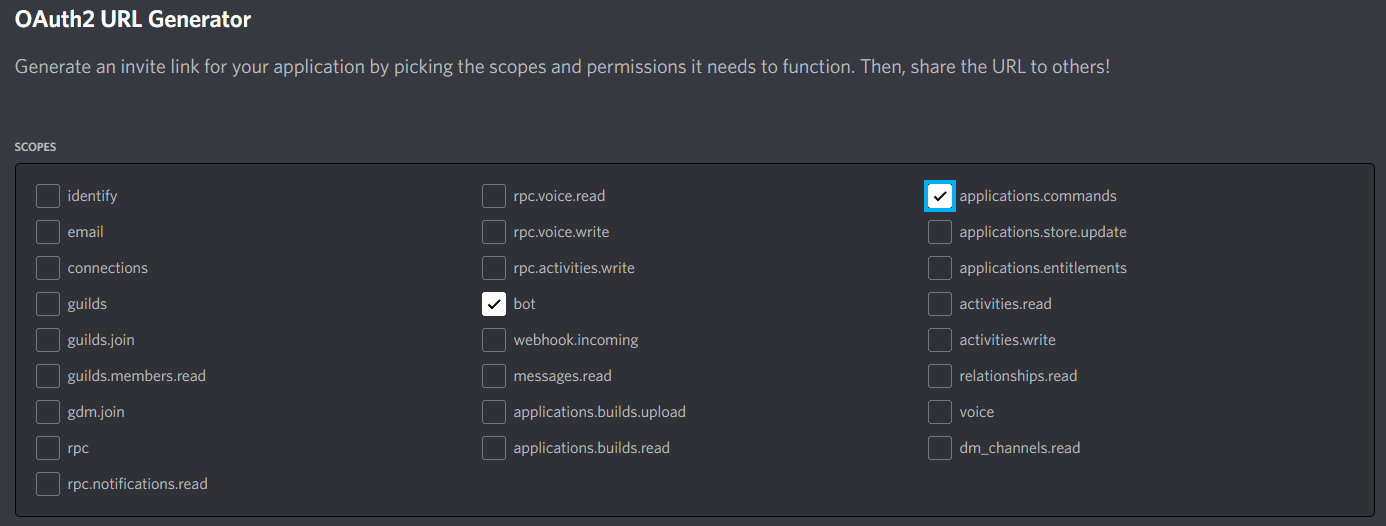 OAuth2 URL Generator
Generate an invite link for your application by picking the scopes and permissions it needs to function. Then, share the URL to others!
SCOPES
identify
email
connections
guilds
guilds.join
guilds.members.read
gdm.join
rpc
rpc.notifications.read
rpc.voice.read
rpc.voice.write
rpc.activities.write
bot
webhook.incoming
messages.read
applications.builds.upload
applications.builds.read
applications.commands
applications.store.update
applications.entitlements
activities.read
activities.write
relationships.read
voice
dm_channels.read